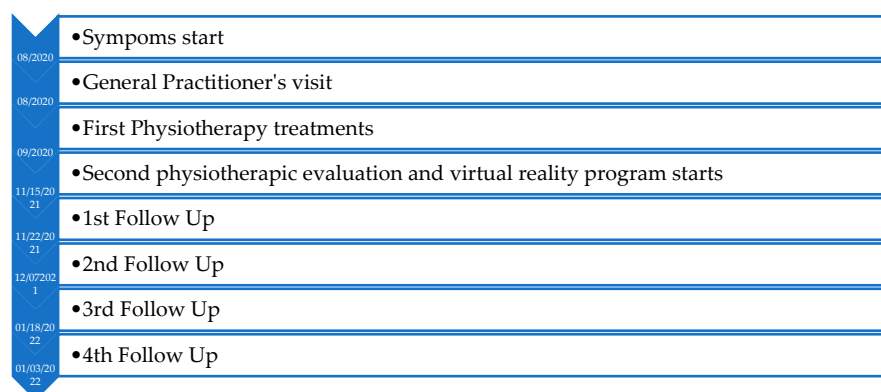 08/2020
•Sympoms start
08/2020
•General Practitioner's visit
09/2020
•First Physiotherapy treatments
11/15/20
21
•Second physiotherapic evaluation and virtual reality program starts
11/22/20
21
•1st Follow Up
12/07202
1
•2nd Follow Up
01/18/20
22
•3rd Follow Up
01/03/20
22
•4th Follow Up